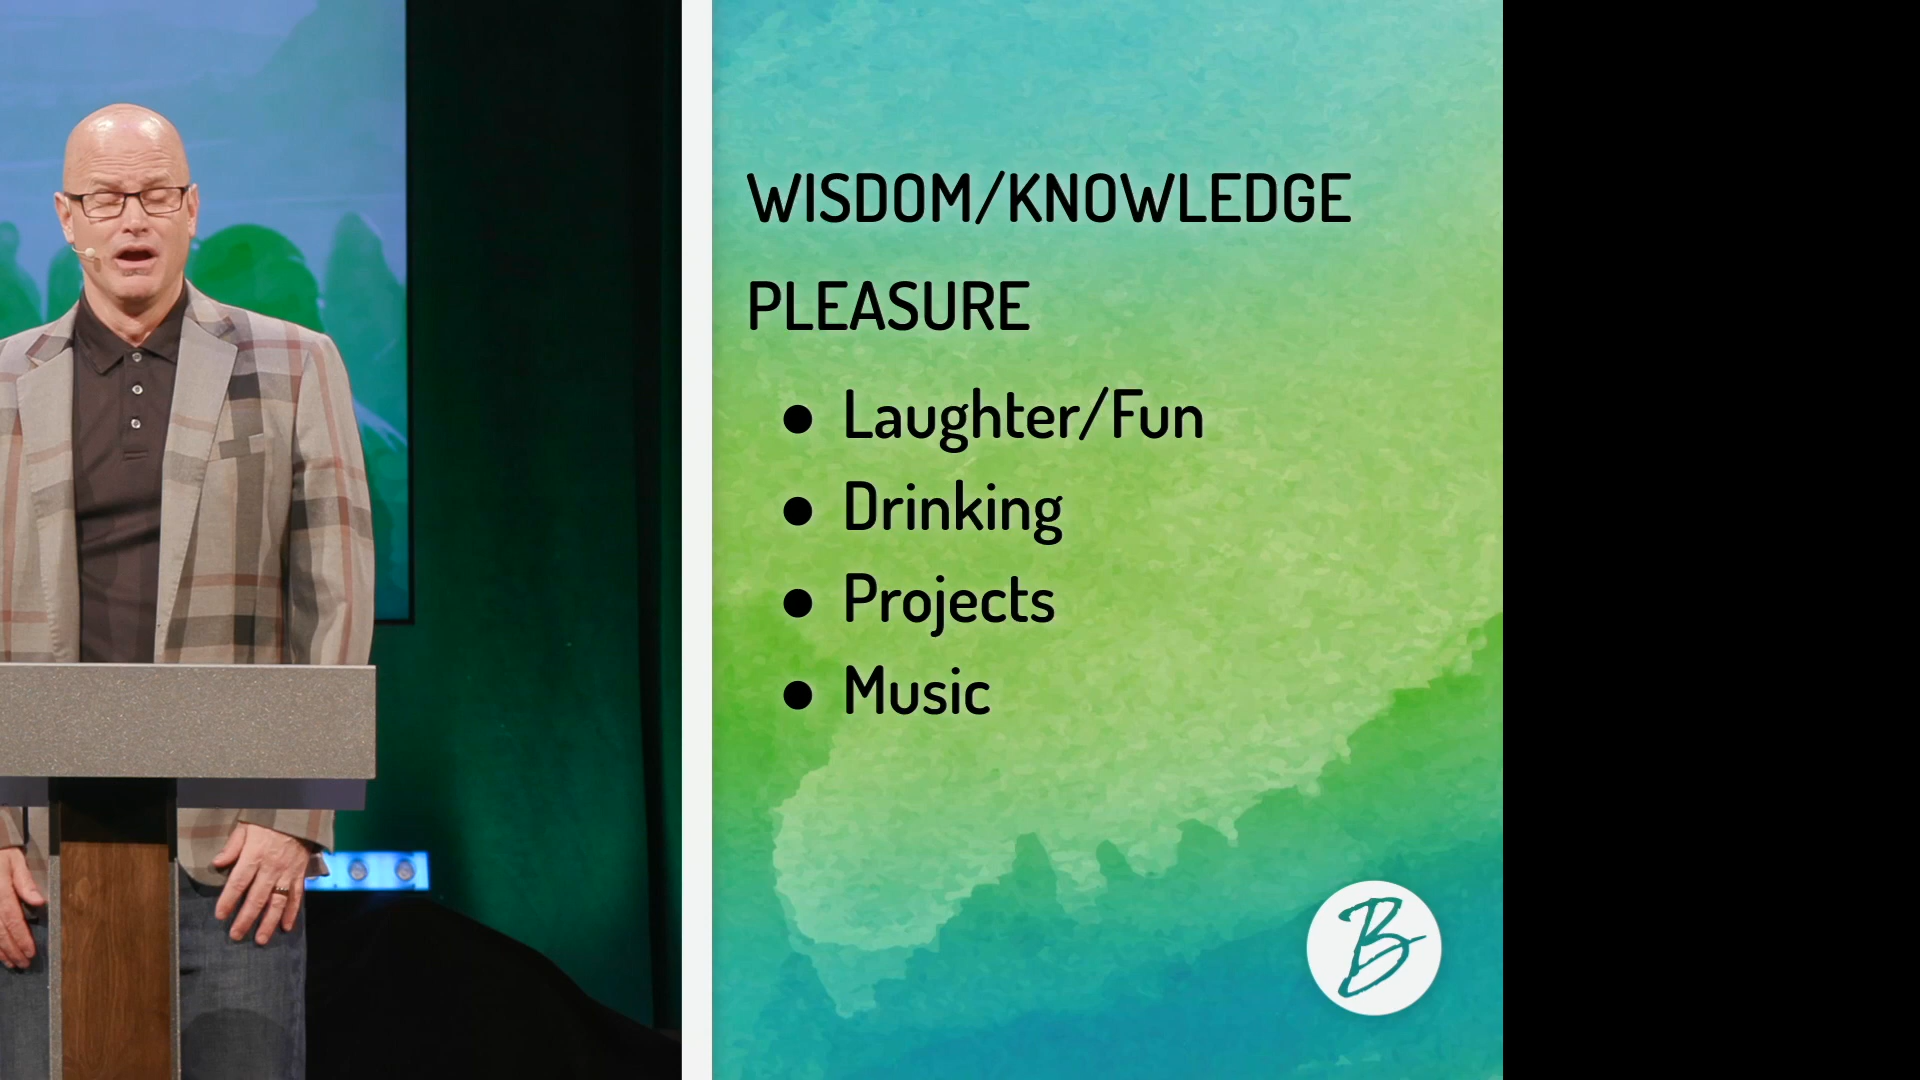 WISDOM/KNOWLEDGE
PLEASURE
● Laughter/Fun
● Drinking
● Projects
● Music
B